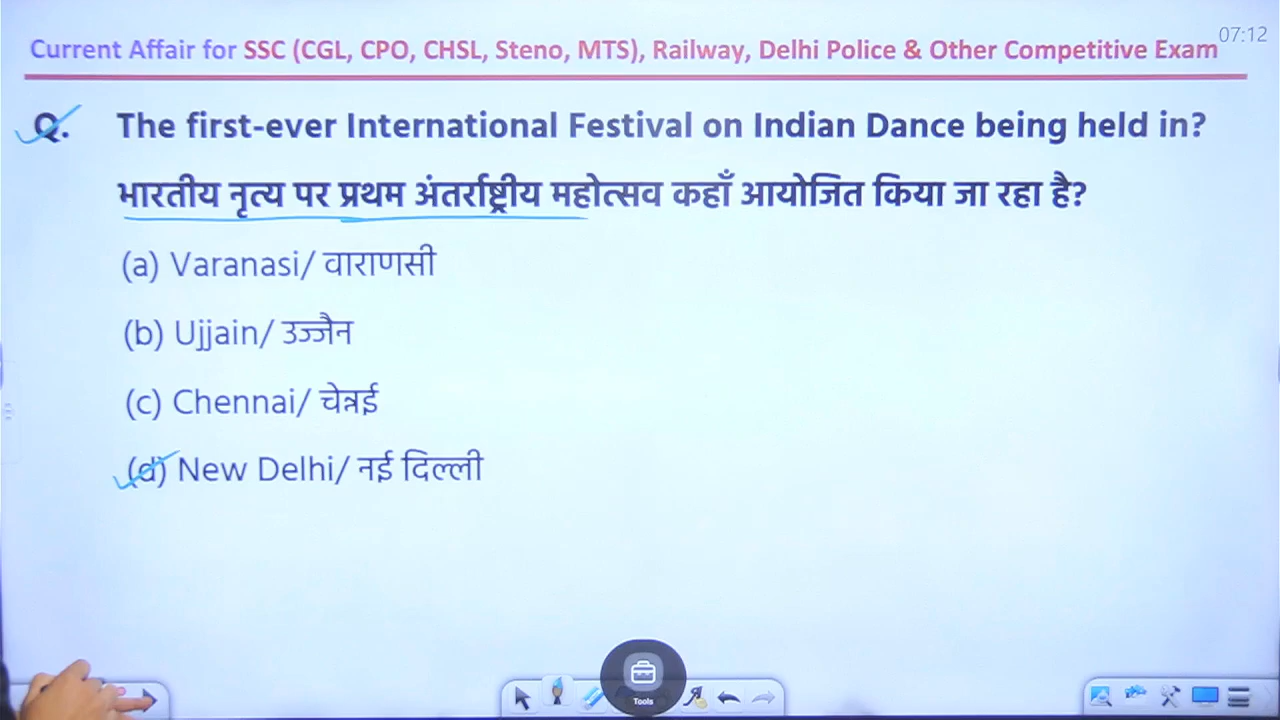 07:12
Current Affair for SSC (CGL, CPO, CHSL, Steno, MTS), Railway, Delhi Police & Other Competitive Exam
Q. The first-ever International Festival on Indian Dance being held in?
भारतीय नृत्य पर प्रथम अंतर्राष्ट्रीय महोत्सव कहाँ आयोजित किया जा रहा है?
(a) Varanasi/ वाराणसी
(b) Ujjain/ उज्जैन
(c) Chennai/ चेन्नई
(d) New Delhi/ नई दिल्ली
Tools